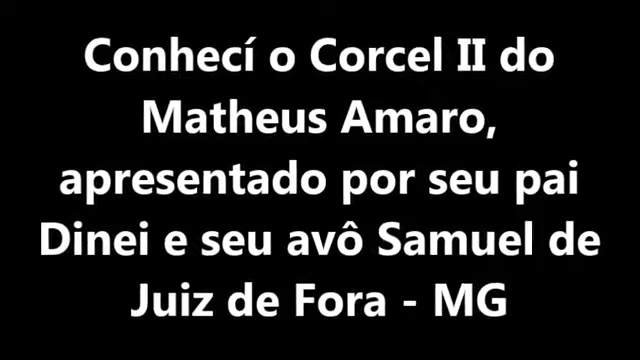 Conhecí o Corcel II do
Matheus Amaro,
apresentado por seu pai
Dinei e seu avô Samuel de
Juiz de Fora - MG